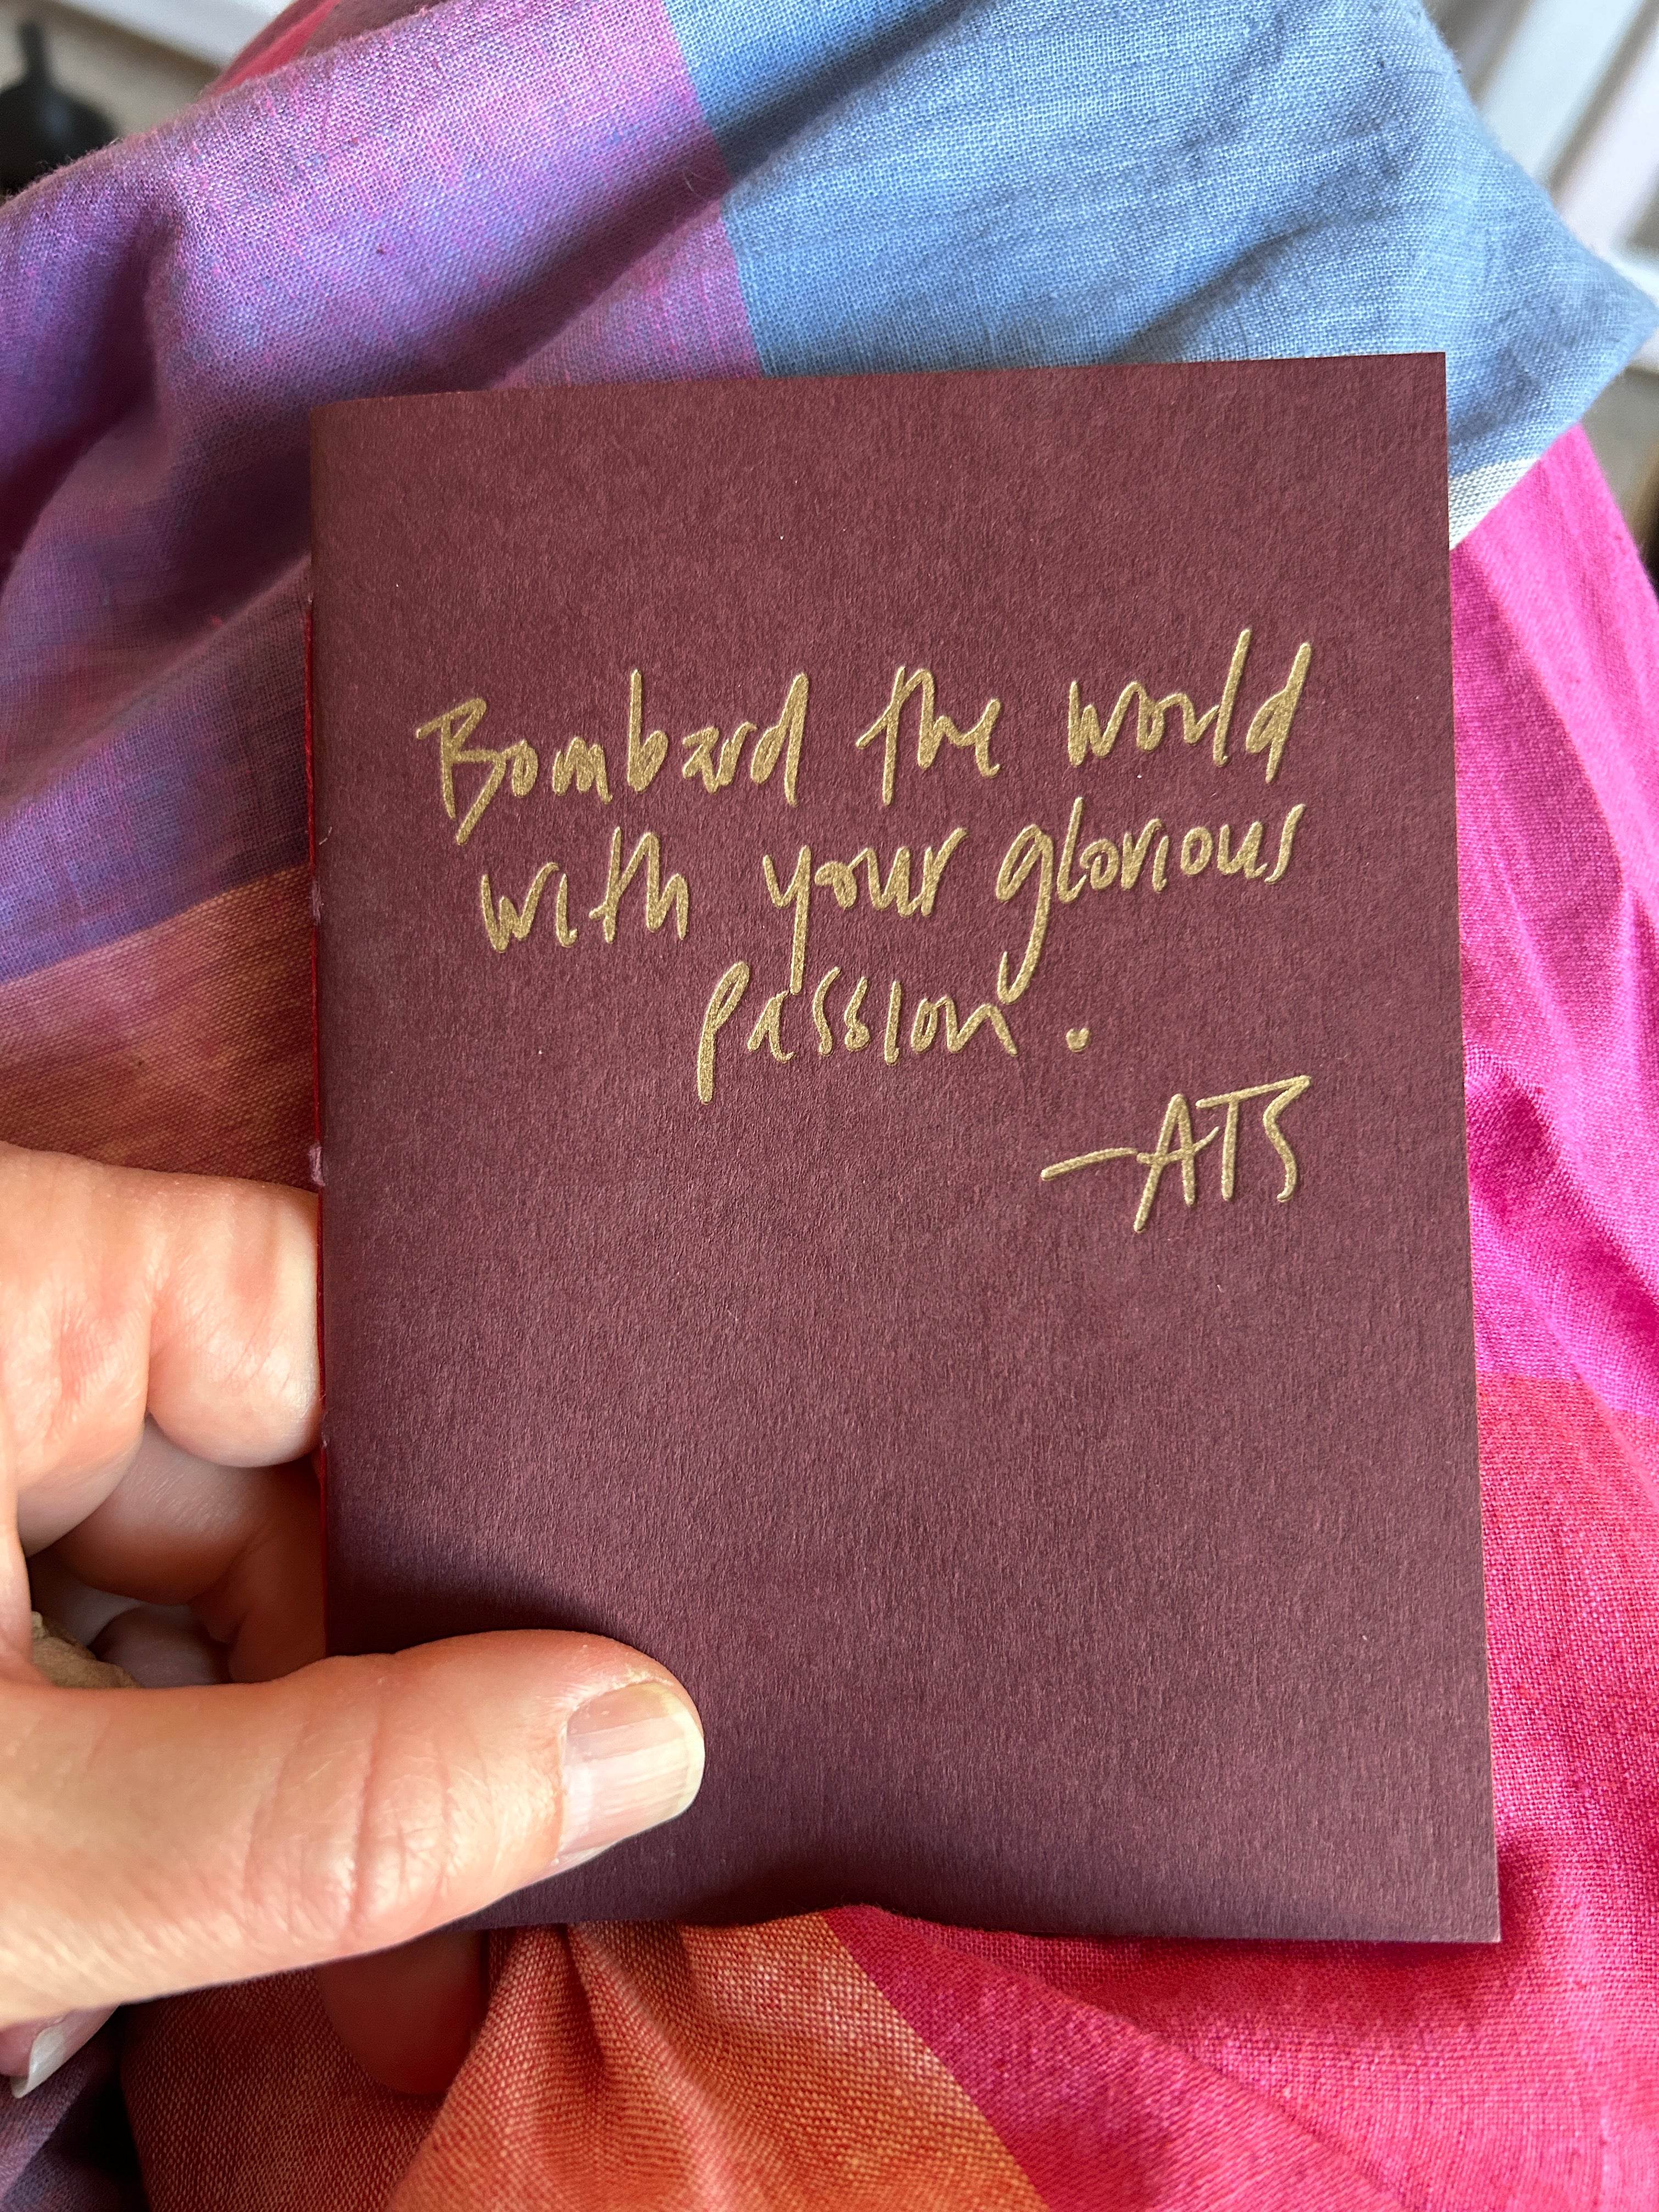 Bombard the world
with your glorious
passion.
—ATS